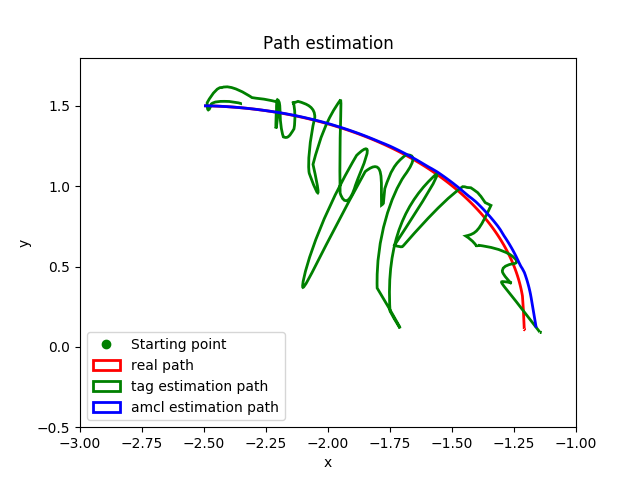 Path estimation
1.5
1.0
0.5
0.0
−0.5
y
Starting point
real path
tag estimation path
amcl estimation path
−3.00 −2.75 −2.50 −2.25 −2.00 −1.75 −1.50 −1.25 −1.00
x